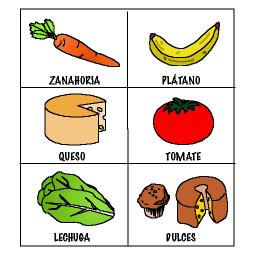 ZANAHORIA
PLÁTANO
QUESO
TOMATE
LECHUGA
DULCES